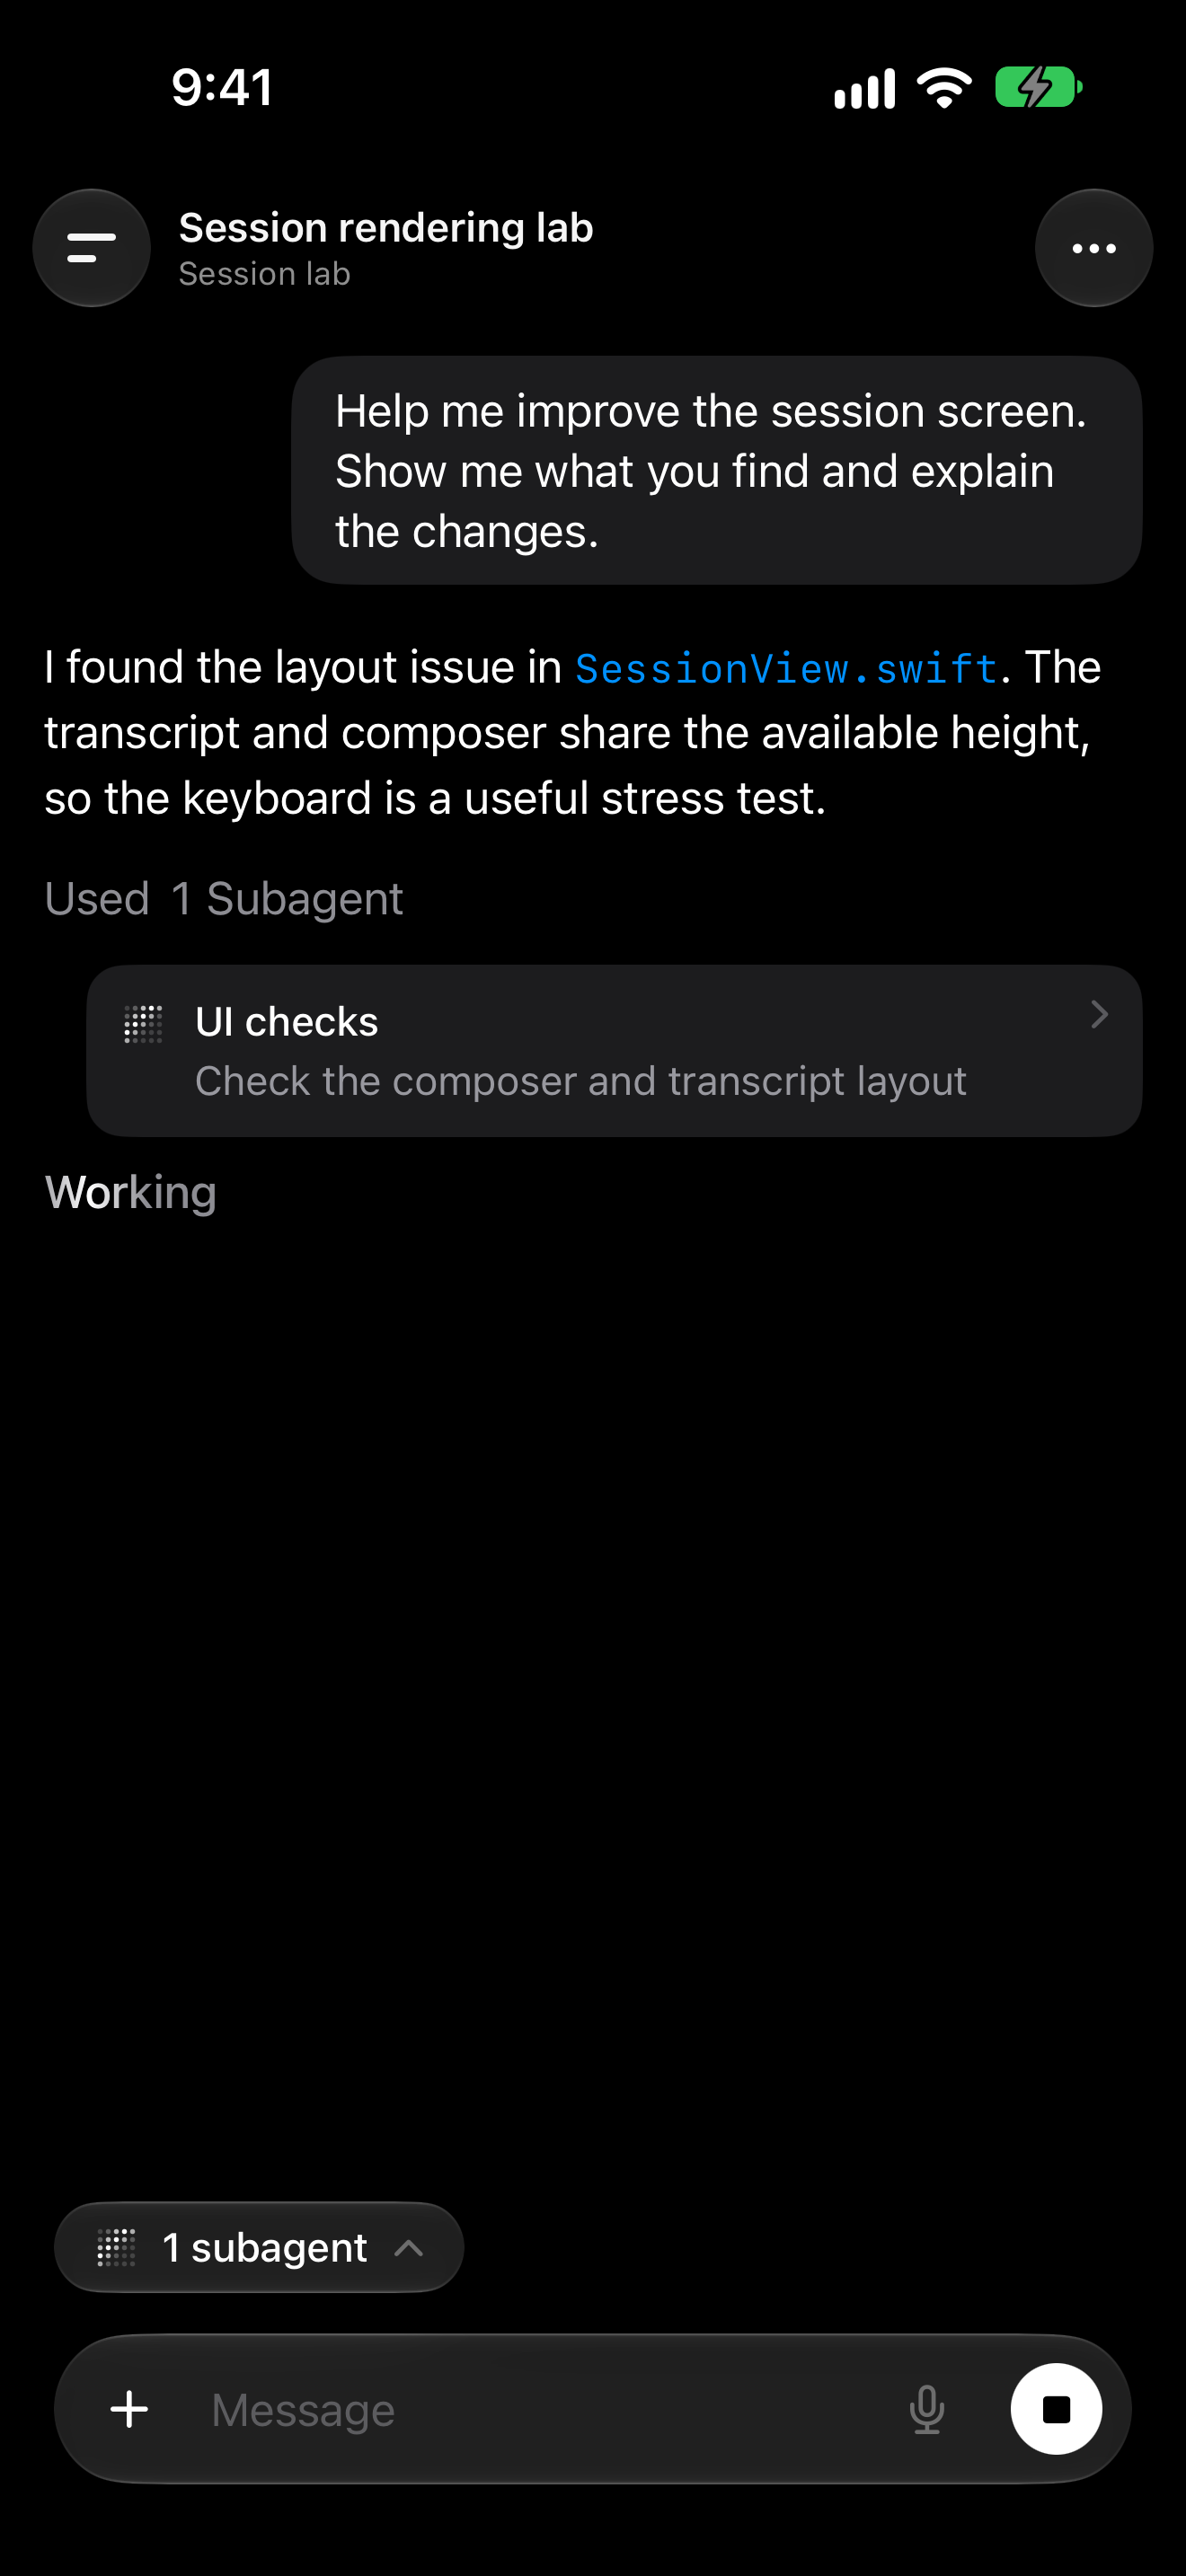 9:41
Session rendering lab
Session lab
Help me improve the session screen.
Show me what you find and explain
the changes.
I found the layout issue in SessionView.swift. The
transcript and composer share the available height,
so the keyboard is a useful stress test.
Used 1 Subagent
UI checks
Check the composer and transcript layout
Working
1 subagent
Message